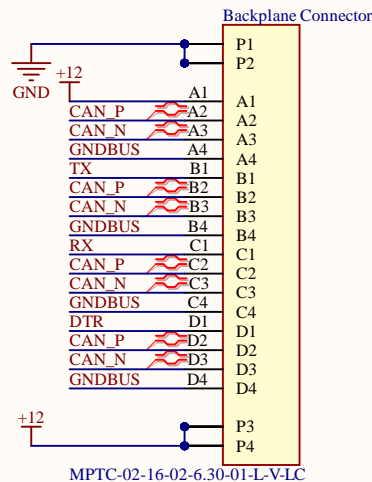 Backplane Connector
P1
P2
GND
+12
A1 A1
CAN_P A2 A2
CAN_N A3 A3
GNDBUS A4 A4
TX B1 B1
CAN_P B2 B2
CAN_N B3 B3
GNDBUS B4 B4
RX C1 C1
CAN_P C2 C2
CAN_N C3 C3
GNDBUS C4 C4
DTR D1 D1
CAN_P D2 D2
CAN_N D3 D3
GNDBUS D4 D4
+12
P3
P4
MPTC-02-16-02-6.30-01-L-V-LC